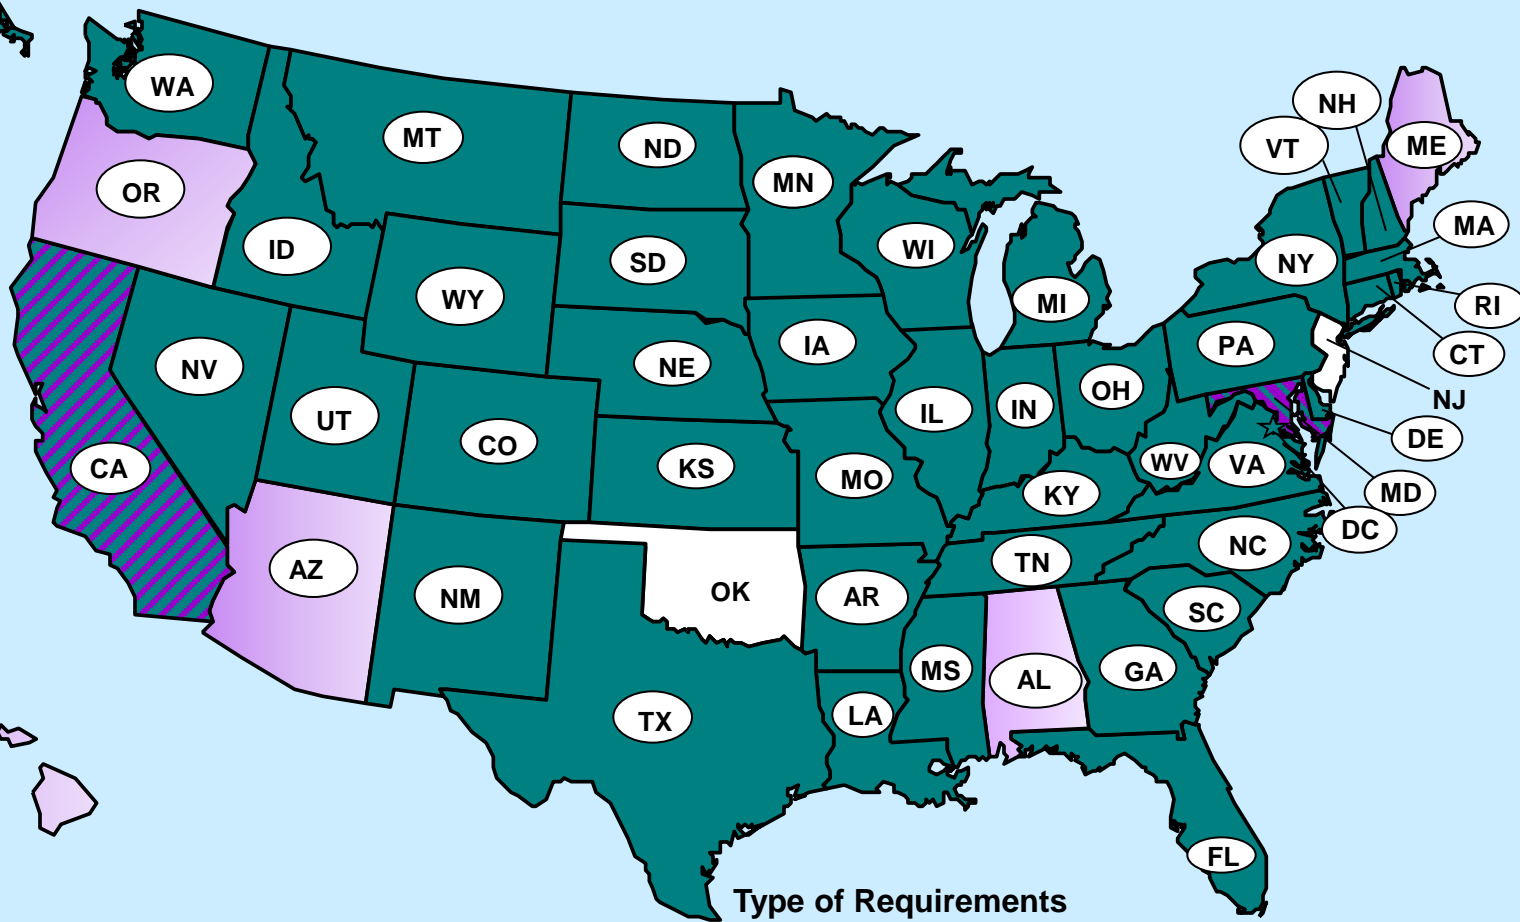 NH
WA
MT
ND
VT
ME
MN
OR
MA
ID
WI
NY
SD
WY
MI
RI
IA
PA
CT
NV
NE
OH
NJ
UT
IL
IN
DE
CO
CA
KS
MO
WV
VA
KY
MD
DC
NC
TN
AZ
NM
OK
AR
SC
MS
AL
GA
LA
TX
FL
Type of Requirements